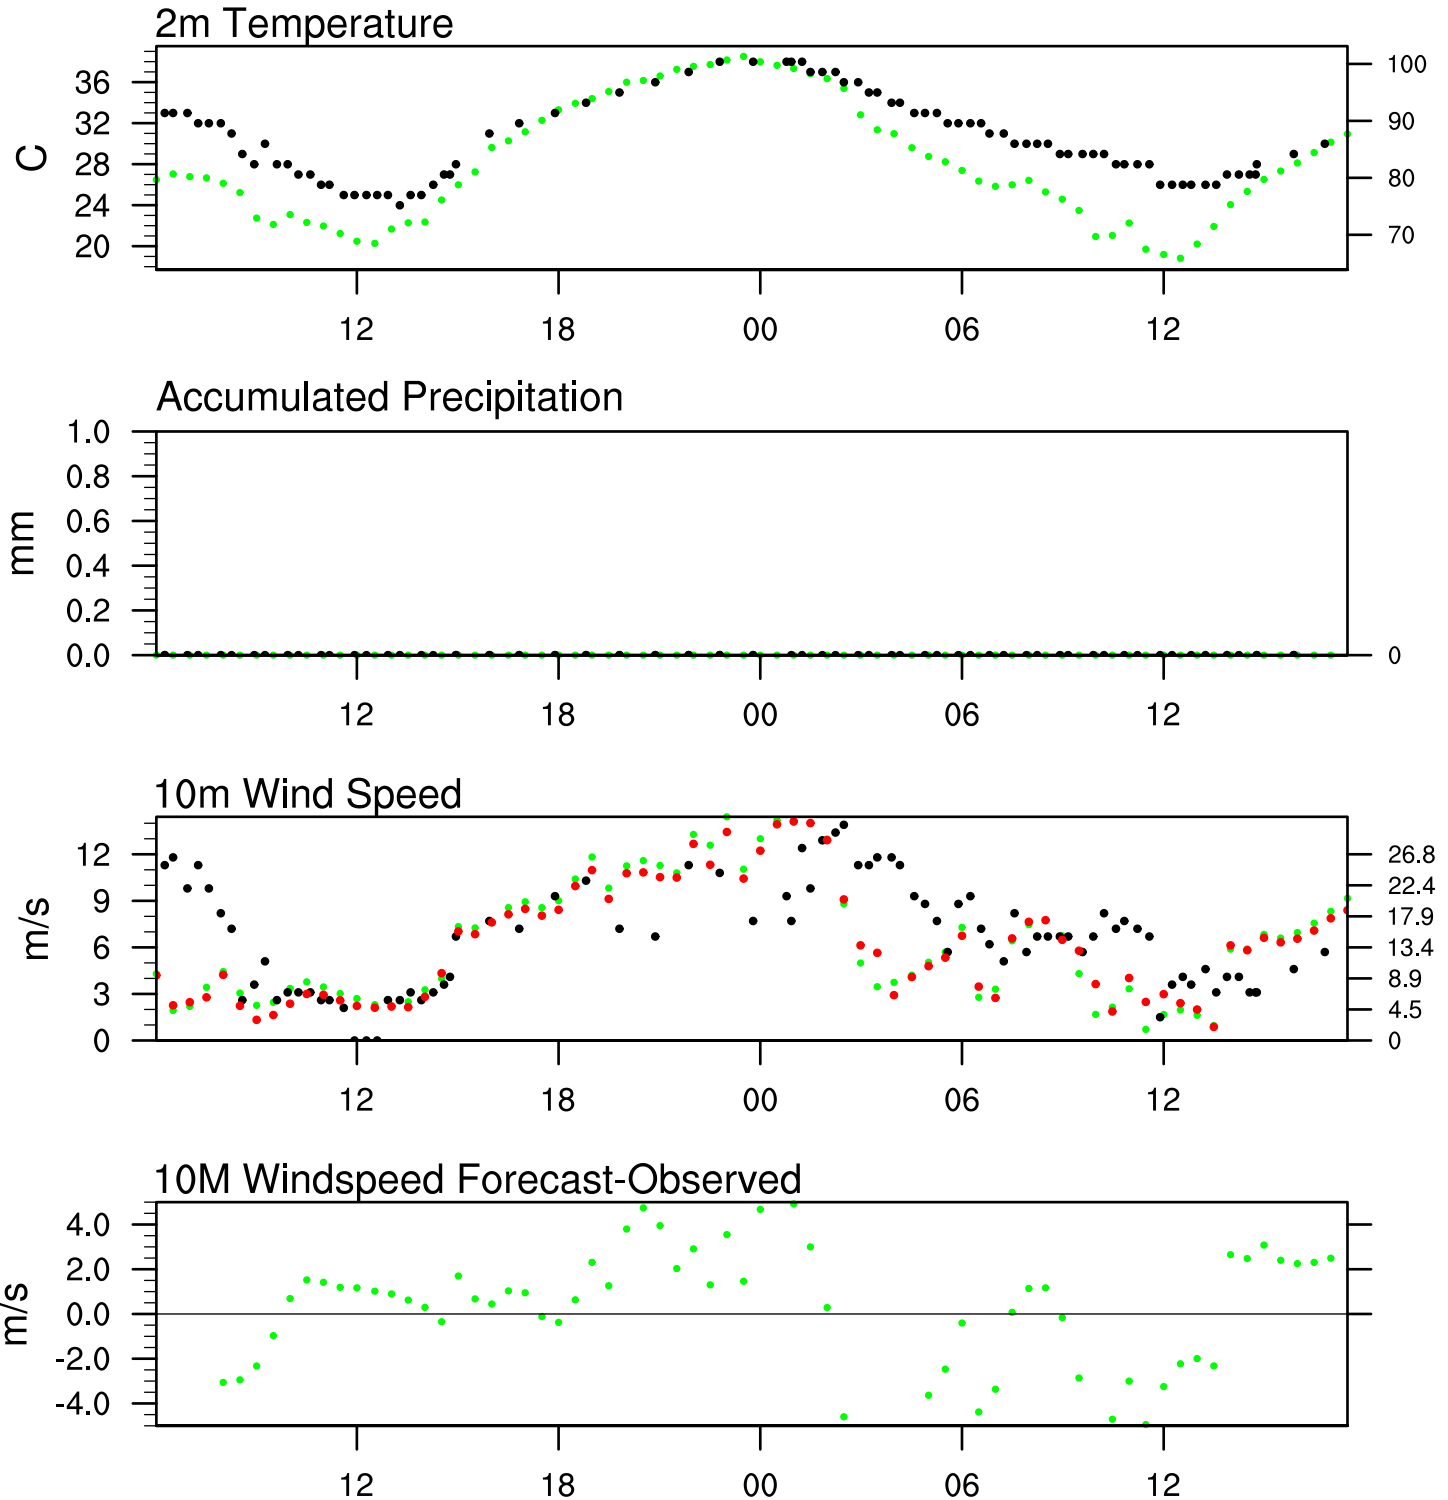 2m Temperature
C
36
32
28
24
20
100
90
80
70
12 18 00 06 12
Accumulated Precipitation
mm
1.0
0.8
0.6
0.4
0.2
0.0
0
12 18 00 06 12
10m Wind Speed
m/s
12
9
6
3
0
26.8
22.4
17.9
13.4
8.9
4.5
0
12 18 00 06 12
10M Windspeed Forecast-Observed
m/s
4.0
2.0
0.0
-2.0
-4.0
12 18 00 06 12